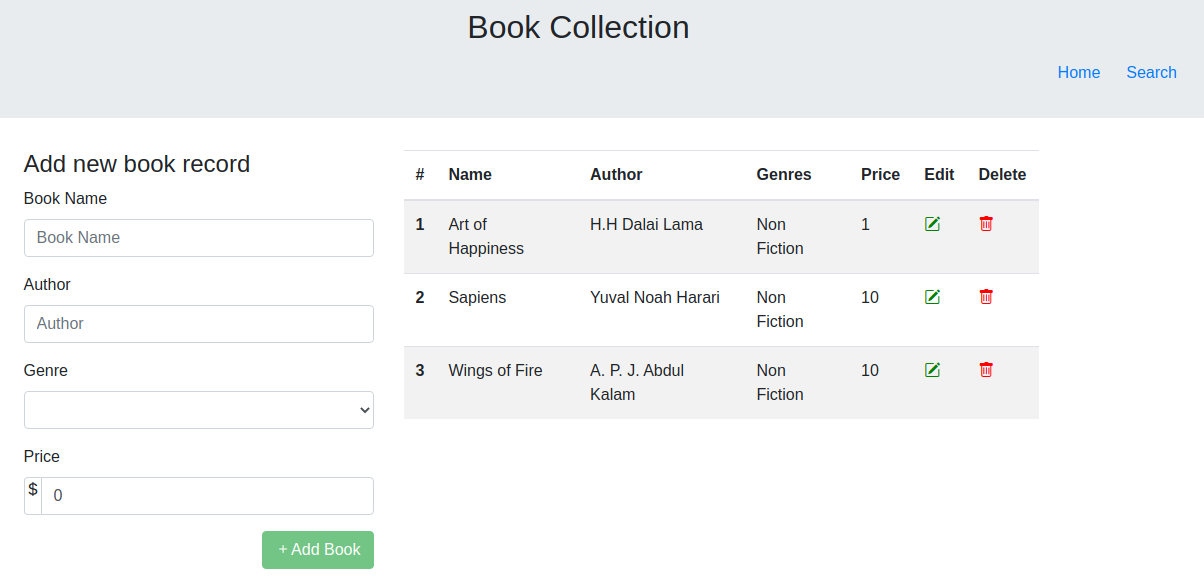 Book Collection
Home Search
Add new book record
Book Name
Book Name
Author
Author
Genre
Price
$ 0
+ Add Book
# Name Author Genres Price Edit Delete
1 Art of H.H Dalai Lama Non 1
Happiness Fiction
2 Sapiens Yuval Noah Harari Non 10
Fiction
3 Wings of Fire A. P. J. Abdul Non 10
Kalam Fiction